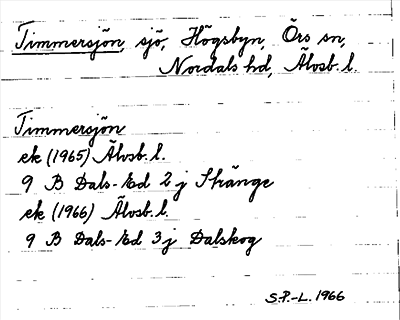 Timmersjön, sjö, Högsbyn, Örs sn,
Nordals hd, Älvsb. l.
Timmersjön
ek (1965) Älvsb. l.
9 B Dals-Ed 2 j Stränge
ek (1966) Älvsb. l.
9 B Dals-Ed 3 j Dalskog
S.P.-L. 1966